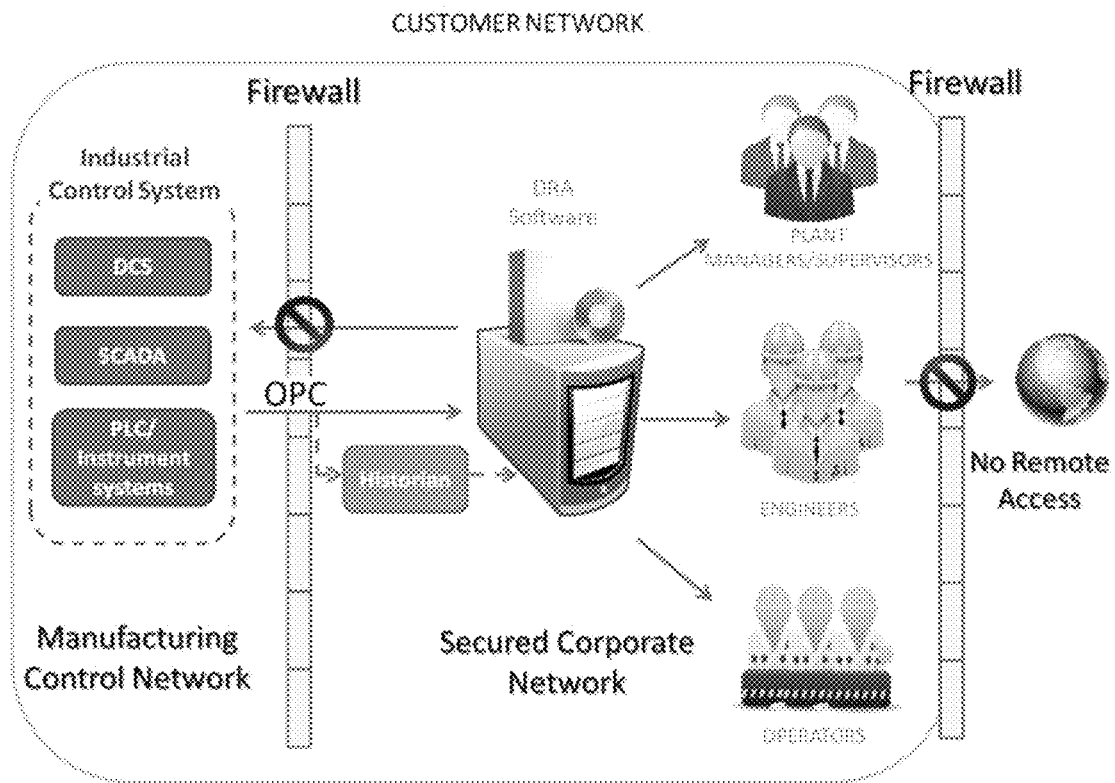 CUSTOMER NETWORK
Firewall
Firewall
Industrial
Control System
DCS
SCADA
PLC/
Instrument
systems
OPC
Historian
DRA
Software
PLANT
MANAGERS/SUPERVISORS
ENGINEERS
OPERATORS
No Remote
Access
Manufacturing
Control Network
Secured Corporate
Network